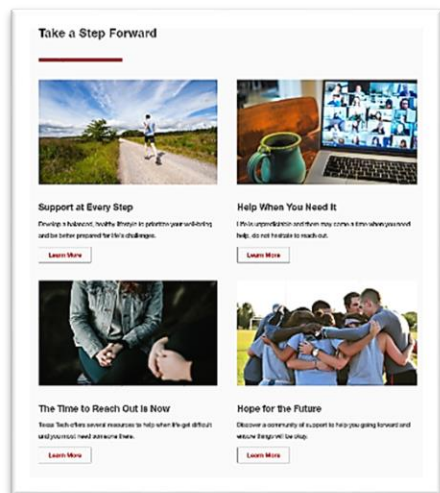 Take a Step Forward
Support at Every Step
Develop a balanced, healthy lifestyle to prioritize your well-being
and be better prepared for life's challenges.
Learn More
Help When You Need It
Life is unpredictable and there may come a time when you need
help, do not hesitate to reach out.
Learn More
The Time to Reach Out is Now
Texas Tech offers several resources to help when life get difficult
and you most need someone there.
Learn More
Hope for the Future
Discover a community of support to help you going forward and
ensure things will be okay.
Learn More